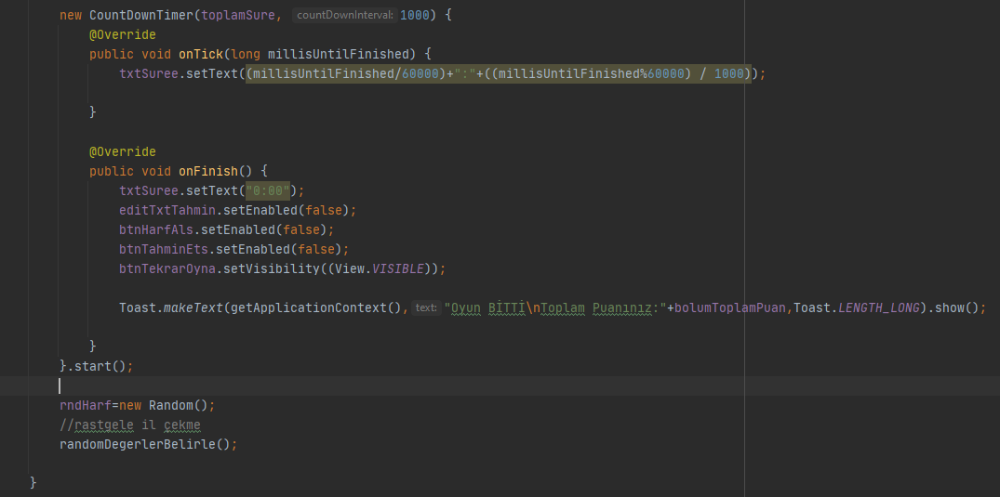 new CountDownTimer(toplamSure, countDownInterval: 1000) {
@Override
public void onTick(long millisUntilFinished) {
txtSuree.setText((millisUntilFinished/60000)+":"+((millisUntilFinished%60000) / 1000));
}
@Override
public void onFinish() {
txtSuree.setText("0:00");
editTxtTahmin.setEnabled(false);
btnHarfAls.setEnabled(false);
btnTahminEts.setEnabled(false);
btnTekrarOyna.setVisibility((View.VISIBLE));
Toast.makeText(getApplicationContext(), text: "Oyun BİTTİ\nToplam Puanınız:"+bolumToplamPuan,Toast.LENGTH_LONG).show();
}
}.start();
rndHarf=new Random();
//rastgele il çekme
randomDegerlerBelirle();
}